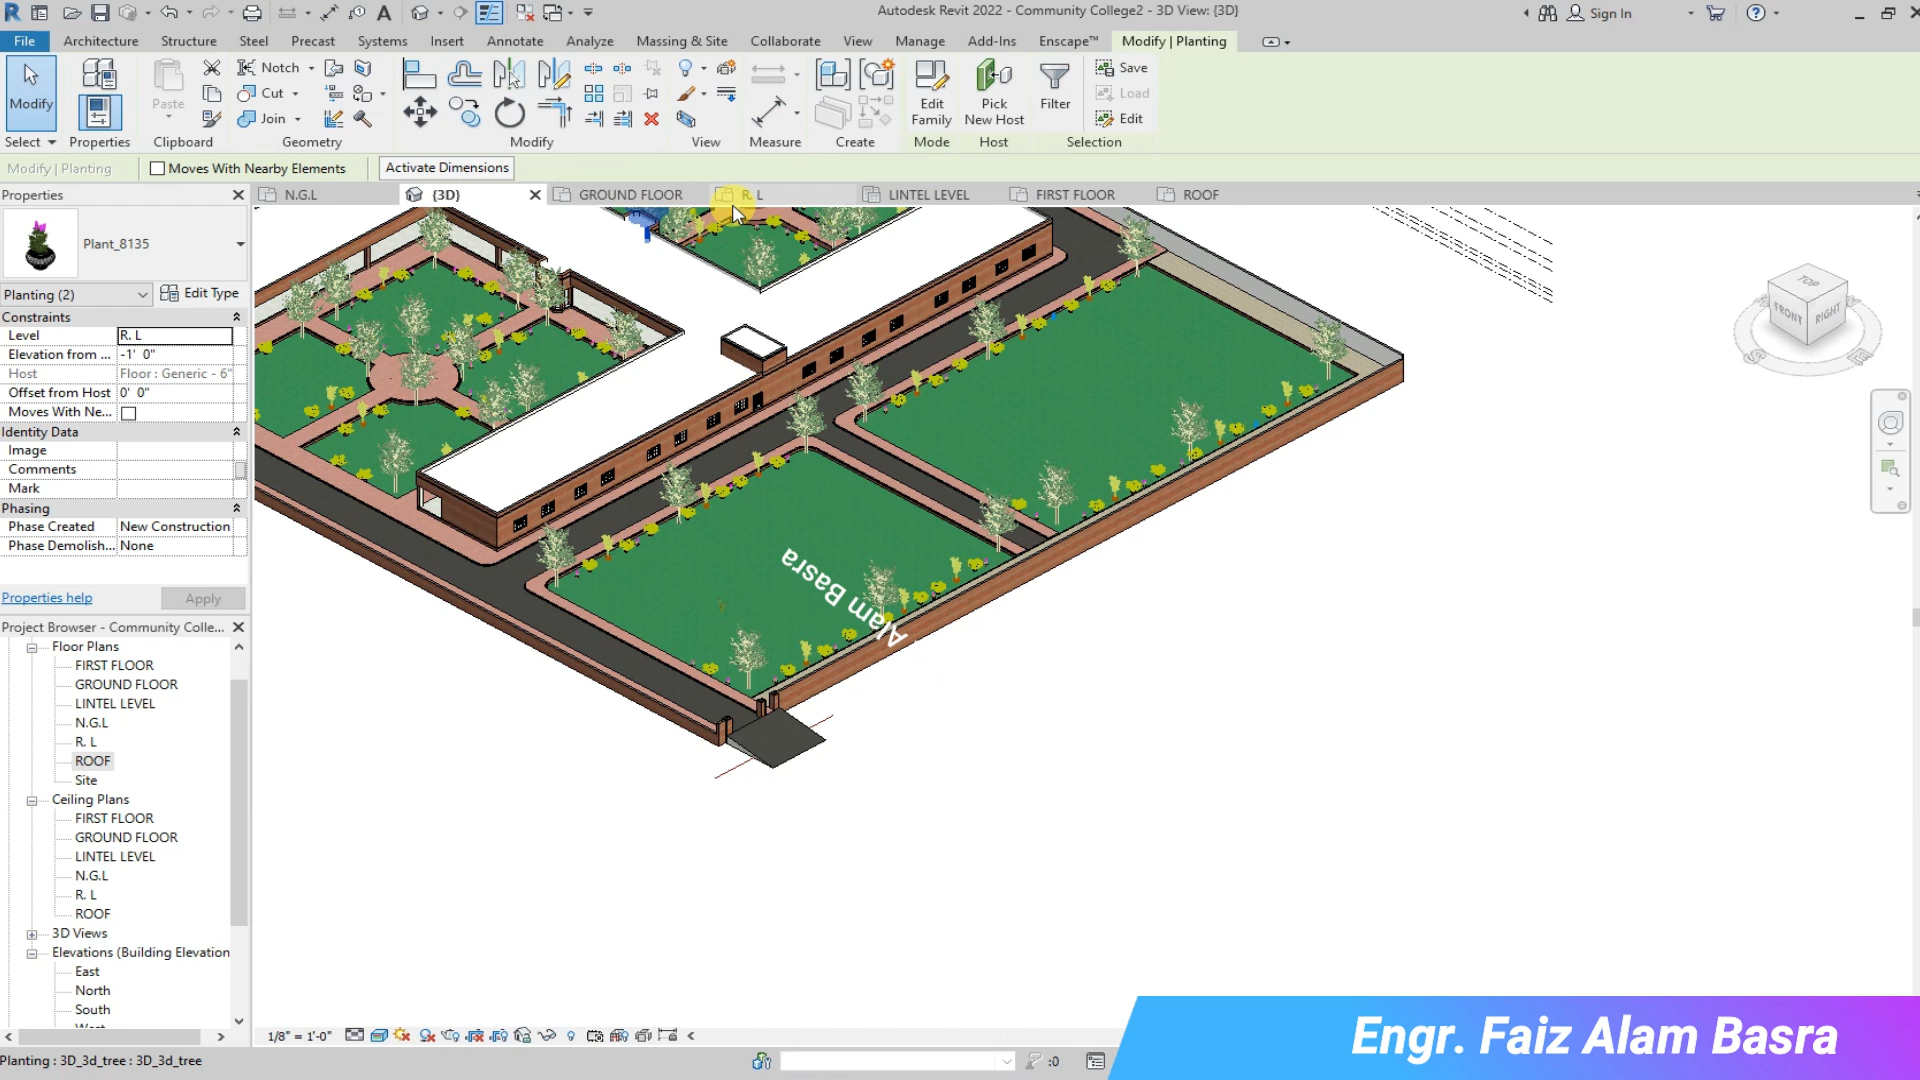 Autodesk Revit 2022 - Community College2 - 3D View: {3D}
Sign In
File Architecture Structure Steel Precast Systems Insert Annotate Analyze Massing & Site Collaborate View Manage Add-Ins Enscape™ Modify | Planting
Modify
Paste
Notch
Cut
Join
Edit Family
Pick New Host
Filter
Save
Load
Edit
Select Properties Clipboard Geometry Modify View Measure Create Mode Host Selection
Modify | Planting Moves With Nearby Elements Activate Dimensions
Properties
N.G.L {3D} GROUND FLOOR R. L LINTEL LEVEL FIRST FLOOR ROOF
Plant_8135
Planting (2) Edit Type
Constraints
Level R. L
Elevation from ... -1' 0"
Host Floor : Generic - 6"
Offset from Host 0' 0"
Moves With Ne...
Identity Data
Image
Comments
Mark
Phasing
Phase Created New Construction
Phase Demolish... None
Properties help Apply
Project Browser - Community Colle...
Floor Plans
FIRST FLOOR
GROUND FLOOR
LINTEL LEVEL
N.G.L
R. L
ROOF
Site
Ceiling Plans
FIRST FLOOR
GROUND FLOOR
LINTEL LEVEL
N.G.L
R. L
ROOF
3D Views
Elevations (Building Elevation
East
North
South
West
TOP
FRONT
RIGHT
S
Alam Basra
1/8" = 1'-0"
Planting : 3D_3d_tree : 3D_3d_tree
:0
Engr. Faiz Alam Basra